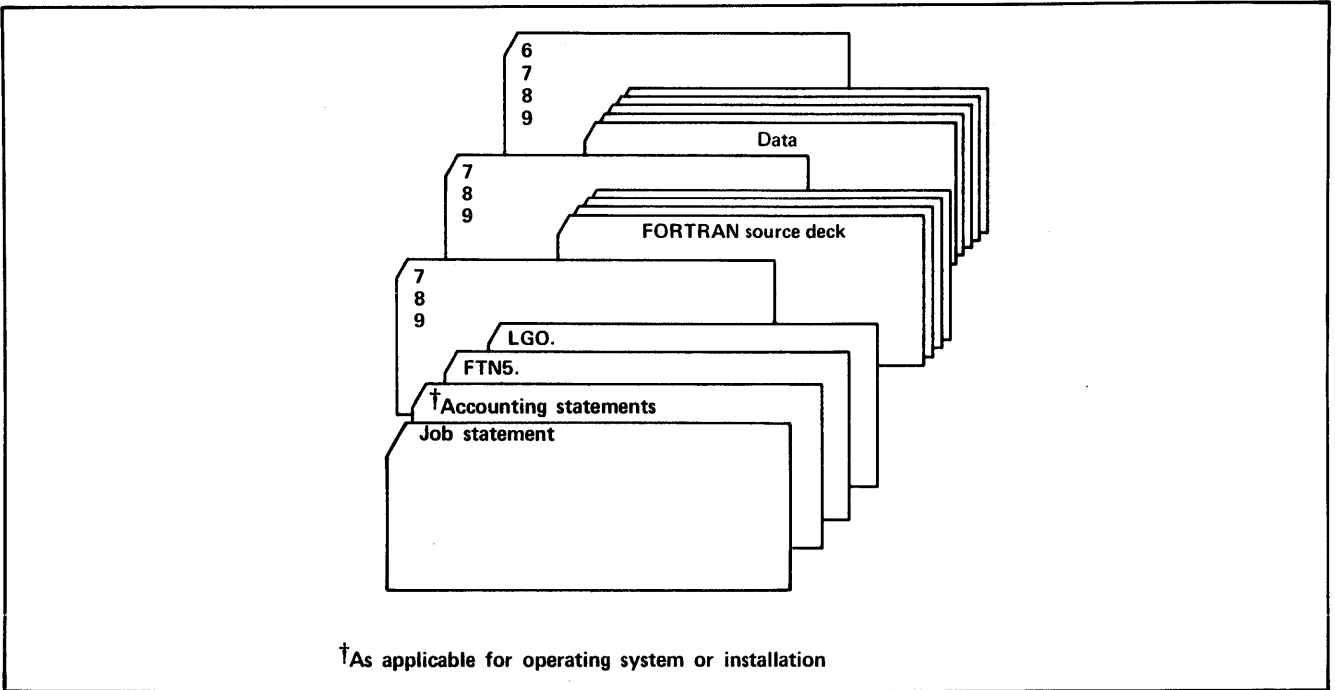 6
7
8
9
Data
7
8
9
FORTRAN source deck
7
8
9
LGO.
FTN5.
†Accounting statements
Job statement
†As applicable for operating system or installation